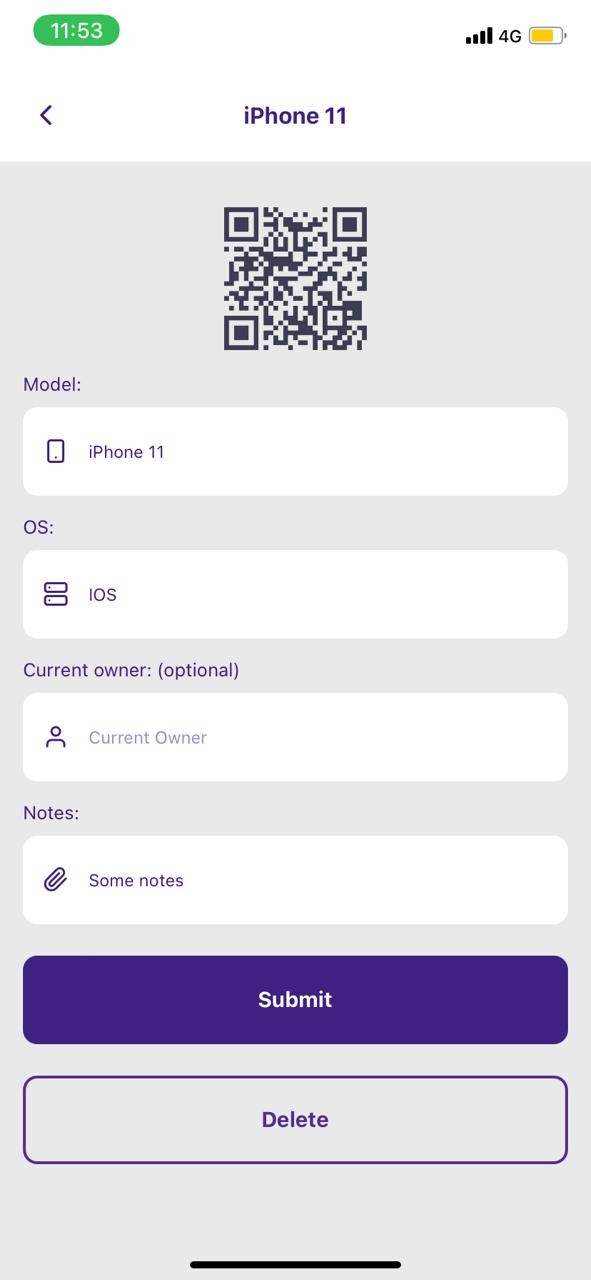 11:53
4G
iPhone 11
Model:
iPhone 11
OS:
IOS
Current owner: (optional)
Current Owner
Notes:
Some notes
Submit
Delete